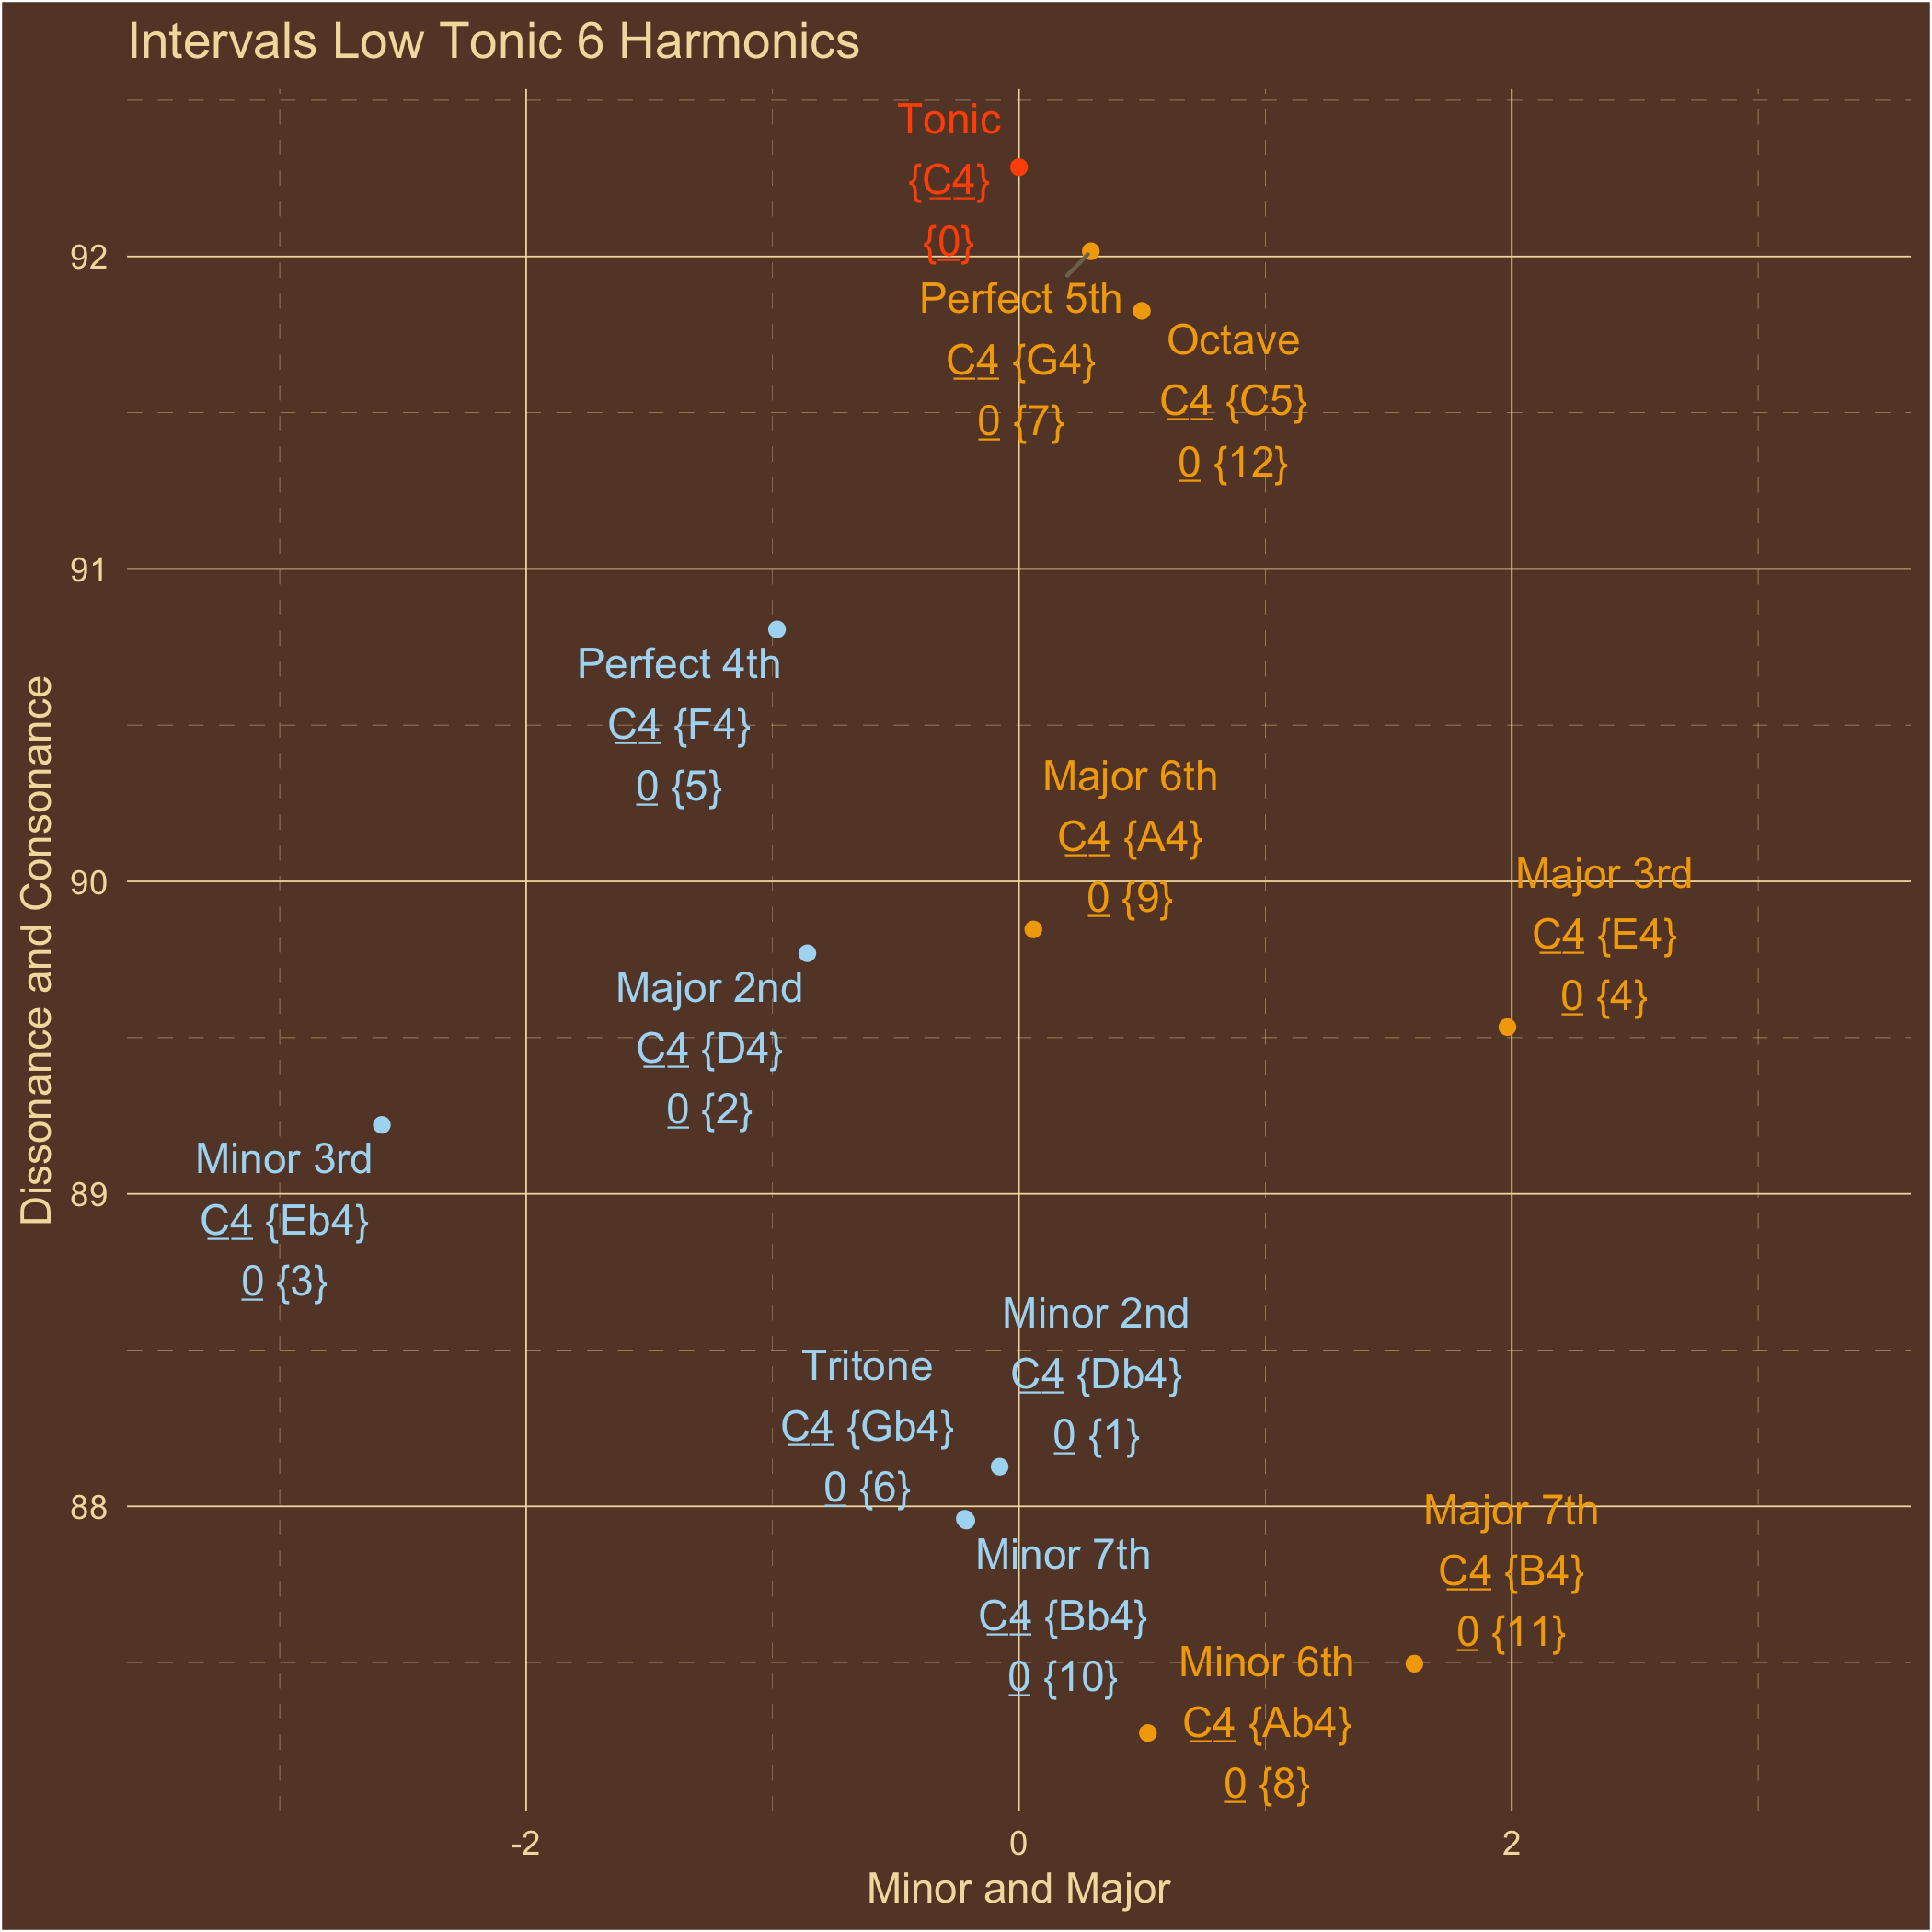 Intervals Low Tonic 6 Harmonics
Tonic
{C4}
{0}
92
Perfect 5th
C4 {G4}
0 {7}
Octave
C4 {C5}
0 {12}
91
Perfect 4th
C4 {F4}
0 {5}
Major 6th
C4 {A4}
0 {9}
90
Major 3rd
C4 {E4}
0 {4}
Major 2nd
C4 {D4}
0 {2}
Minor 3rd
C4 {Eb4}
0 {3}
89
Minor 2nd
C4 {Db4}
0 {1}
Tritone
C4 {Gb4}
0 {6}
88
Minor 7th
C4 {Bb4}
0 {10}
Major 7th
C4 {B4}
0 {11}
Minor 6th
C4 {Ab4}
0 {8}
Dissonance and Consonance
-2
0
2
Minor and Major